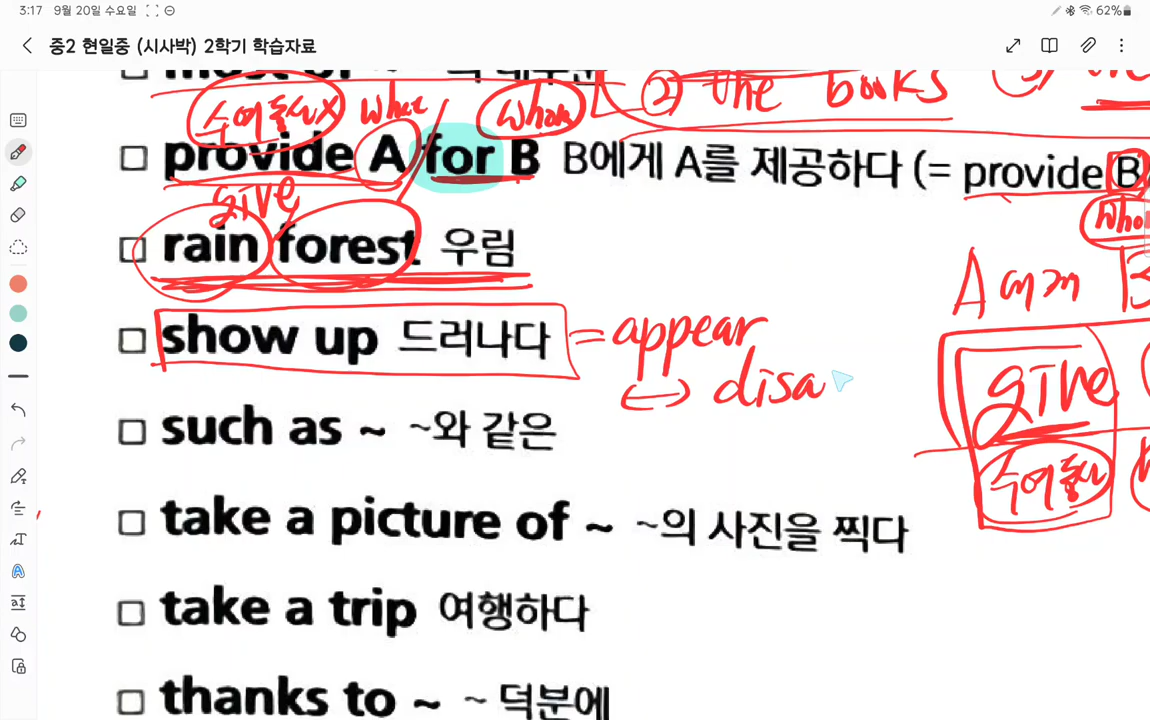 3:17 9월 20일 수요일 62%
중2 현일중 (시사박) 2학기 학습자료
② the books
수여동사 X what whom
provide A for B B에게 A를 제공하다 (= provide B
give
rain forest 우림
A에게
show up 드러나다 = appear
↔ disa
give
수여동사
such as ~ ~와 같은
take a picture of ~ ~의 사진을 찍다
take a trip 여행하다
thanks to ~ ~ 덕분에